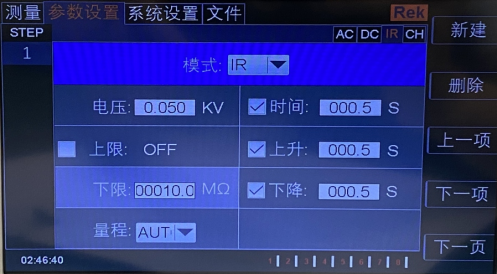 测量 参数设置 系统设置 文件 Rek
STEP AC DC IR CH 新建
1
模式: IR
删除
电压: 0.050 KV 时间: 000.5 S
上一项
上限: OFF 上升: 000.5 S
下限: 00010.0 MΩ 下降: 000.5 S 下一项
量程: AUT
下一页
02:46:40 1 2 3 4 5 6 7 8